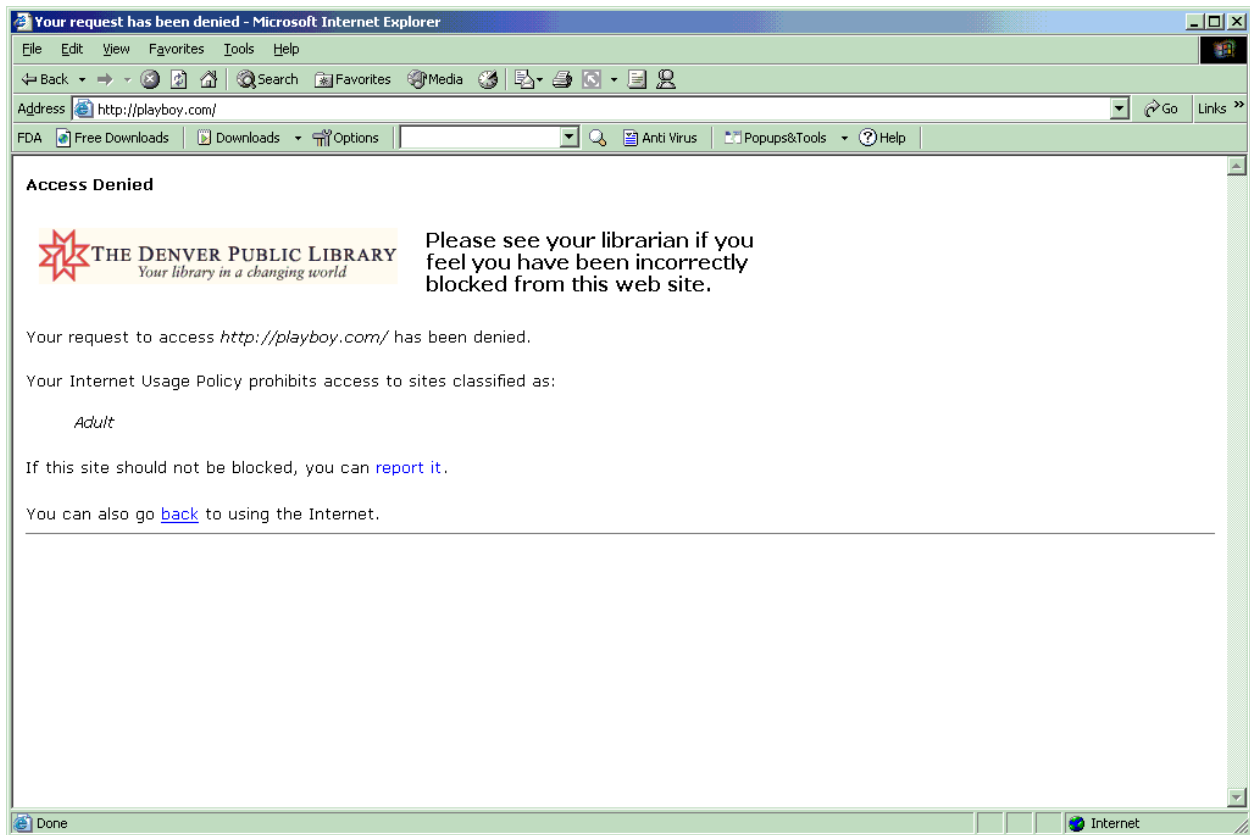 Your request has been denied - Microsoft Internet Explorer
File Edit View Favorites Tools Help
Back Search Favorites Media
Address http://playboy.com/ Go Links »
FDA Free Downloads Downloads Options Anti Virus Popups&Tools Help
Access Denied
THE DENVER PUBLIC LIBRARY
Your library in a changing world
Please see your librarian if you
feel you have been incorrectly
blocked from this web site.
Your request to access http://playboy.com/ has been denied.
Your Internet Usage Policy prohibits access to sites classified as:
Adult
If this site should not be blocked, you can report it.
You can also go back to using the Internet.
Done Internet